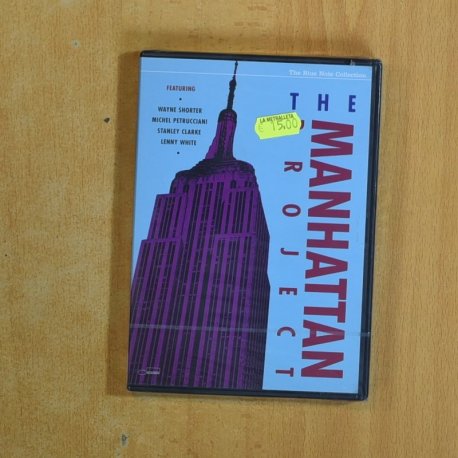 The Blue Note Collection
FEATURING
WAYNE SHORTER
MICHEL PETRUCCIANI
STANLEY CLARKE
LENNY WHITE
THE
MANHATTAN
ROJECT
LA METRALLETA
€ 15,00